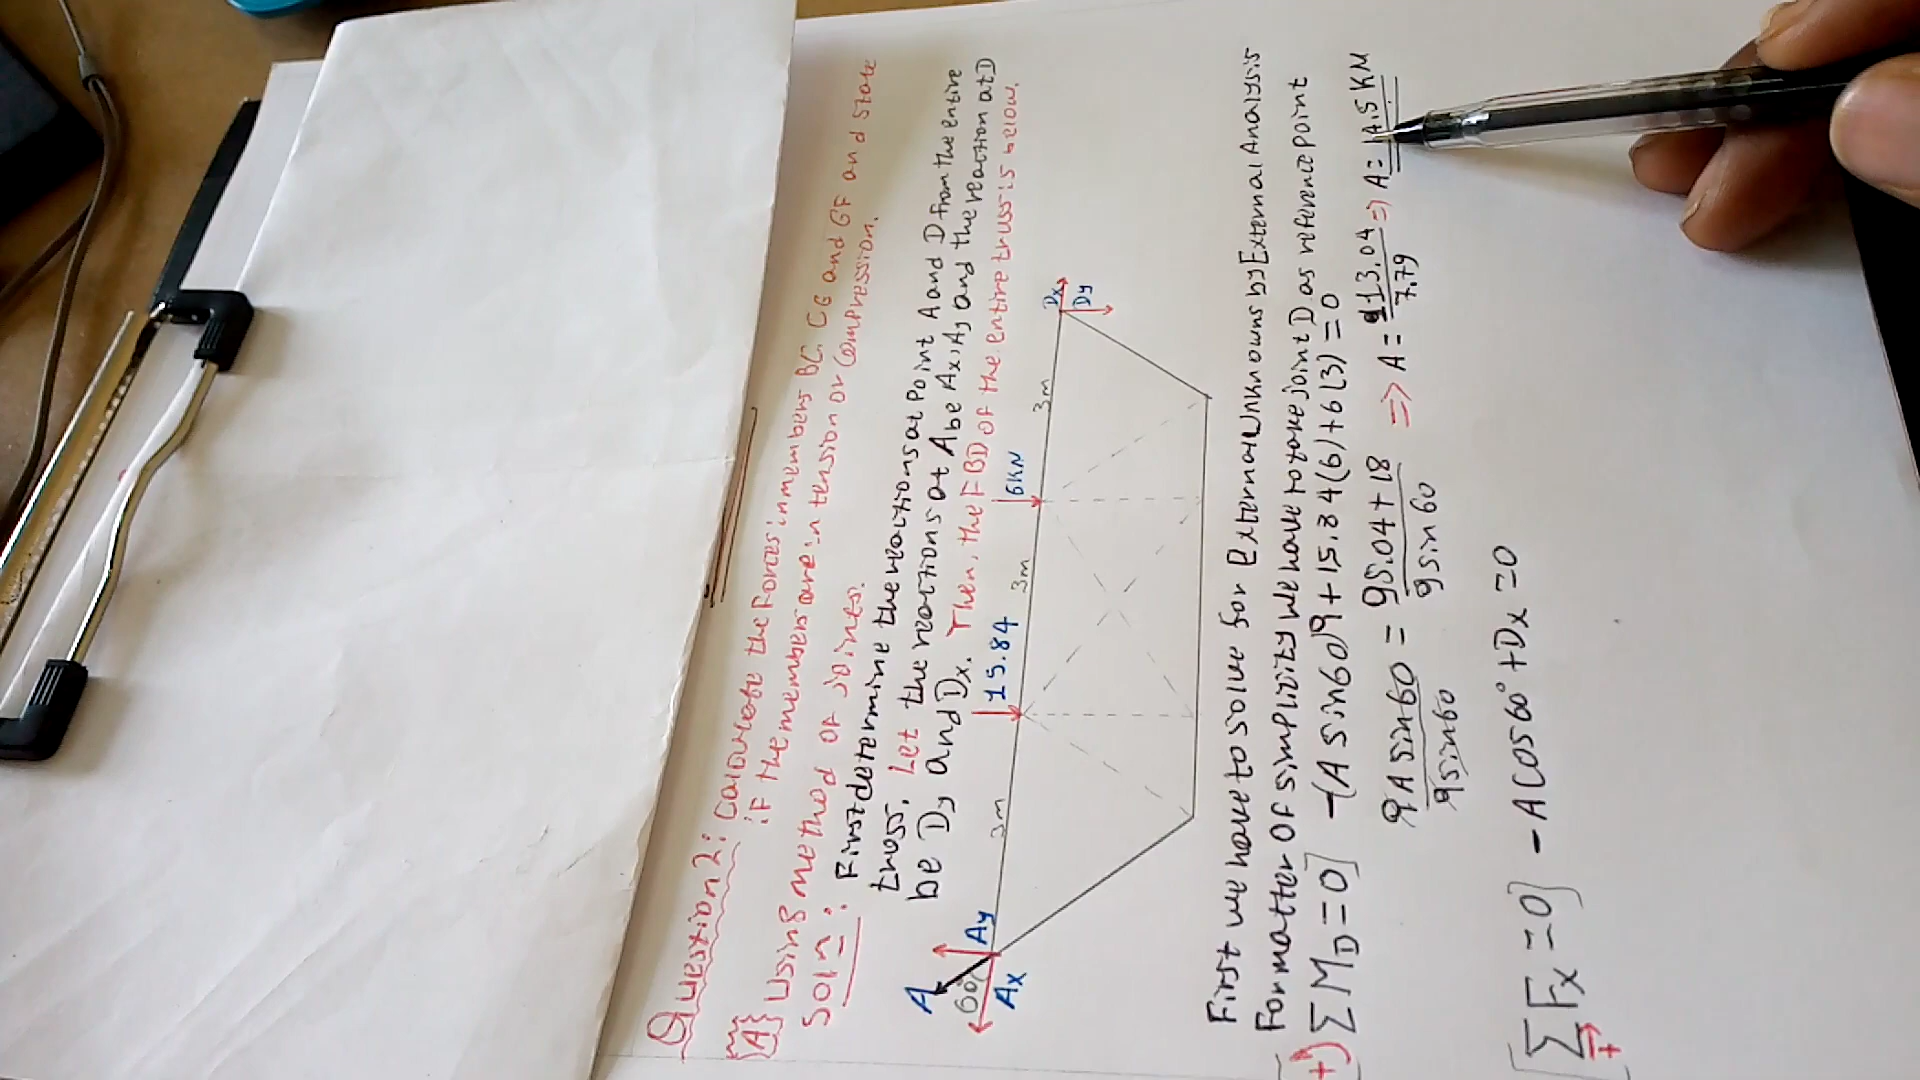 Question 2: Calculate the forces in members BC, CG and GF and state
if the members are in tension or compression.
[A] Using method of joints.
Soln: First determine the reactions at Point A and D from the entire
truss. Let the reactions at A be Ax, Ay and the reaction at D
be Dy and Dx. Then, the FBD of the entire truss is below.
A
60°
Ay
Ax
3m
15.84
3m
6KN
3m
Dx
Dy
First we have to solve for external unknowns by [External Analysis
For matter of simplicity we have to take joint D as reference point
+) ΣM_D=0] -(A sin60)9+15.84(6)+6(3)=0
9A sin60 = 95.04+18 => A = 113.04 => A = 14.5 KN
9sin60 9sin60 7.79
[ΣFx=0] -ACos60°+Dx=0
+